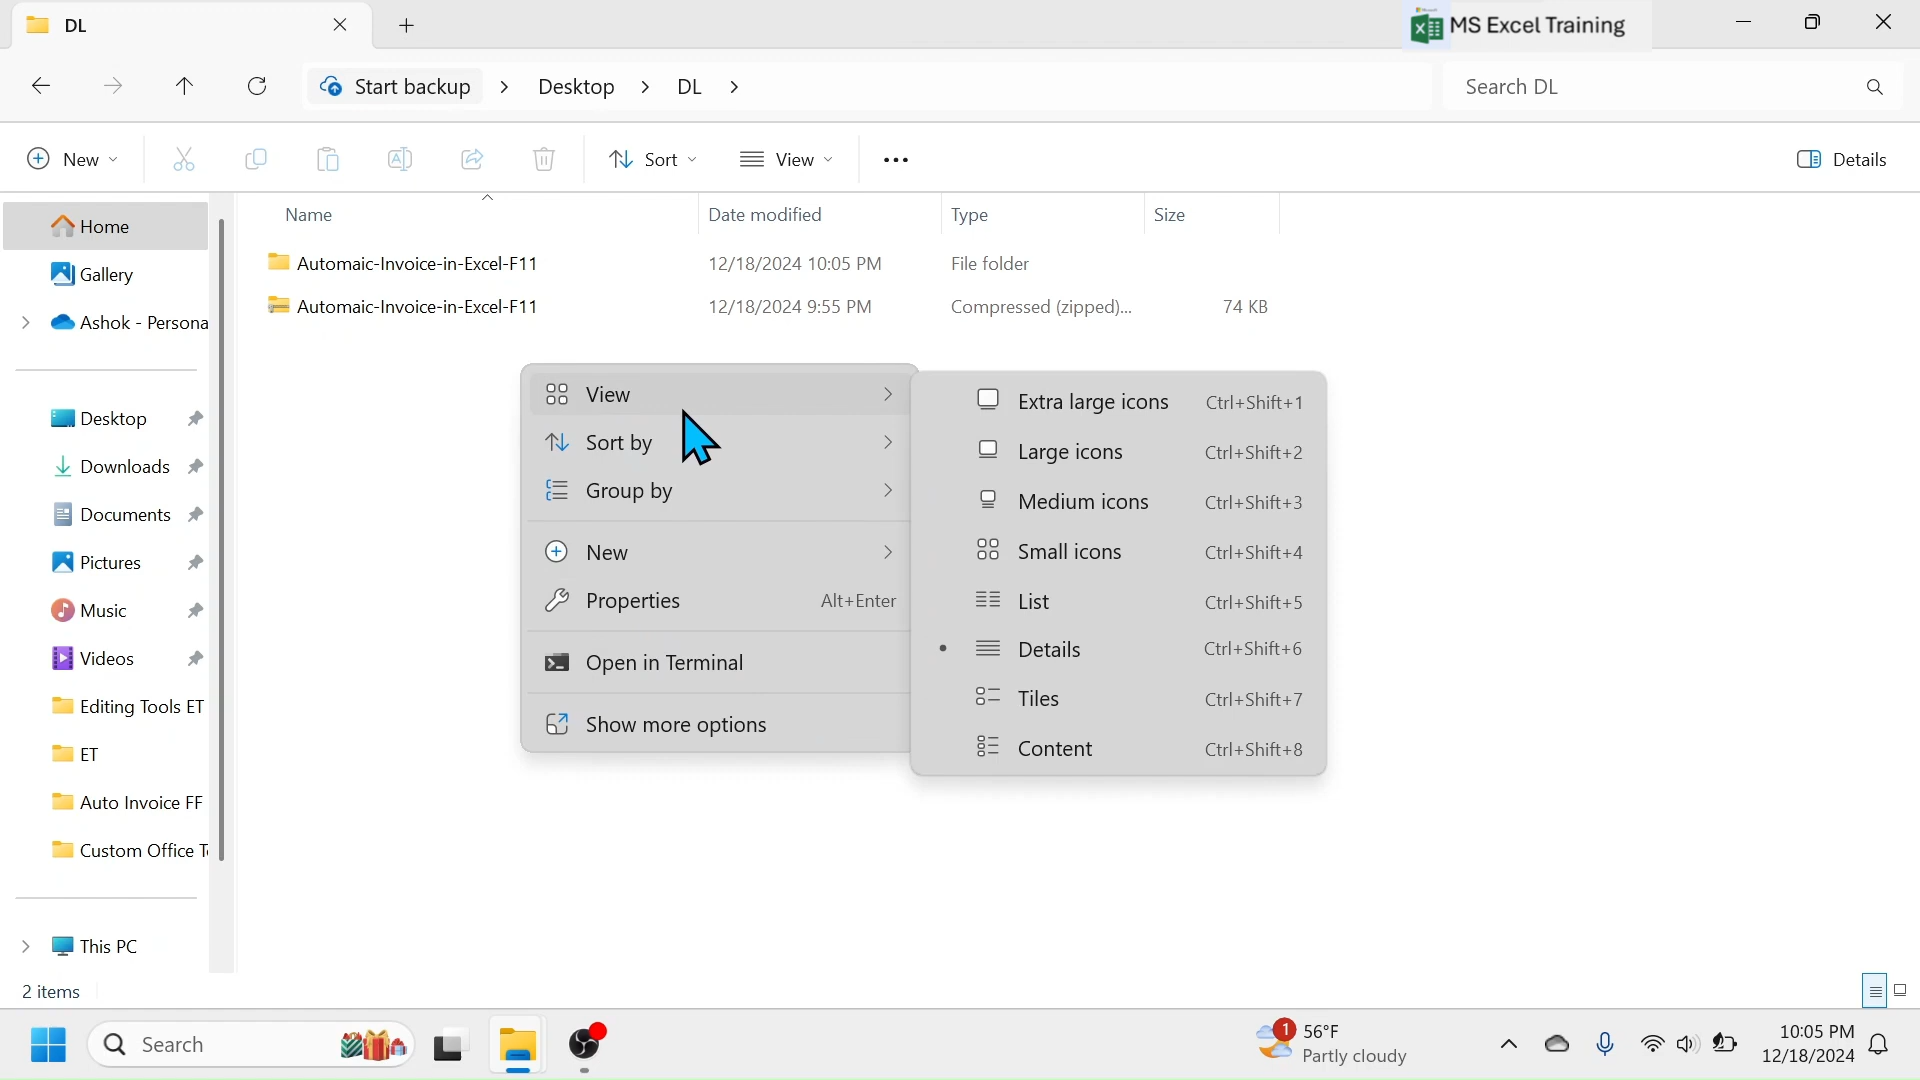 DL
MS Excel Training
Start backup > Desktop > DL >
Search DL
New
Sort
View
Details
Name
Date modified
Type
Size
Automaic-Invoice-in-Excel-F11
12/18/2024 10:05 PM
File folder
Automaic-Invoice-in-Excel-F11
12/18/2024 9:55 PM
Compressed (zipped)...
74 KB
Home
Gallery
Ashok - Persona
Desktop
Downloads
Documents
Pictures
Music
Videos
Editing Tools ET
ET
Auto Invoice FF
Custom Office Te
This PC
View
Sort by
Group by
New
Properties Alt+Enter
Open in Terminal
Show more options
Extra large icons Ctrl+Shift+1
Large icons Ctrl+Shift+2
Medium icons Ctrl+Shift+3
Small icons Ctrl+Shift+4
List Ctrl+Shift+5
Details Ctrl+Shift+6
Tiles Ctrl+Shift+7
Content Ctrl+Shift+8
2 items
Search
1
56°F
Partly cloudy
10:05 PM
12/18/2024